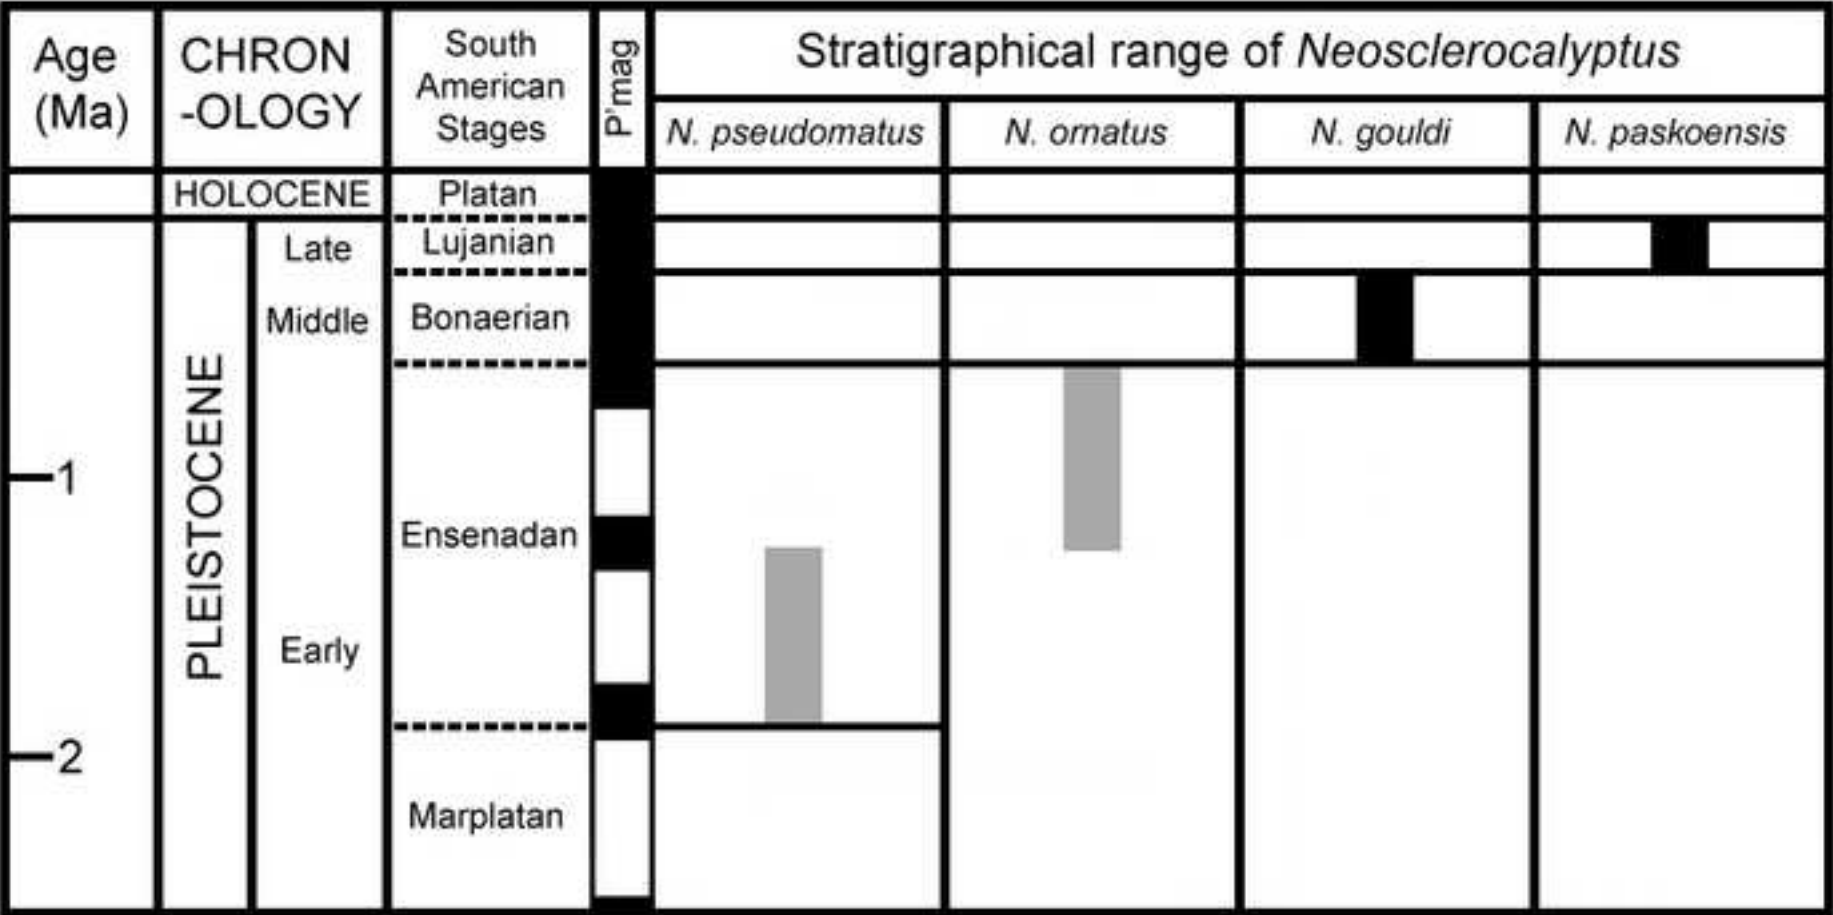 Age
(Ma)
CHRON
-OLOGY
South
American
Stages
P'mag
Stratigraphical range of Neosclerocalyptus
N. pseudomatus
N. ornatus
N. gouldi
N. paskoensis
HOLOCENE
Platan
PLEISTOCENE
Late
Lujanian
Middle
Bonaerian
1
Ensenadan
Early
2
Marplatan